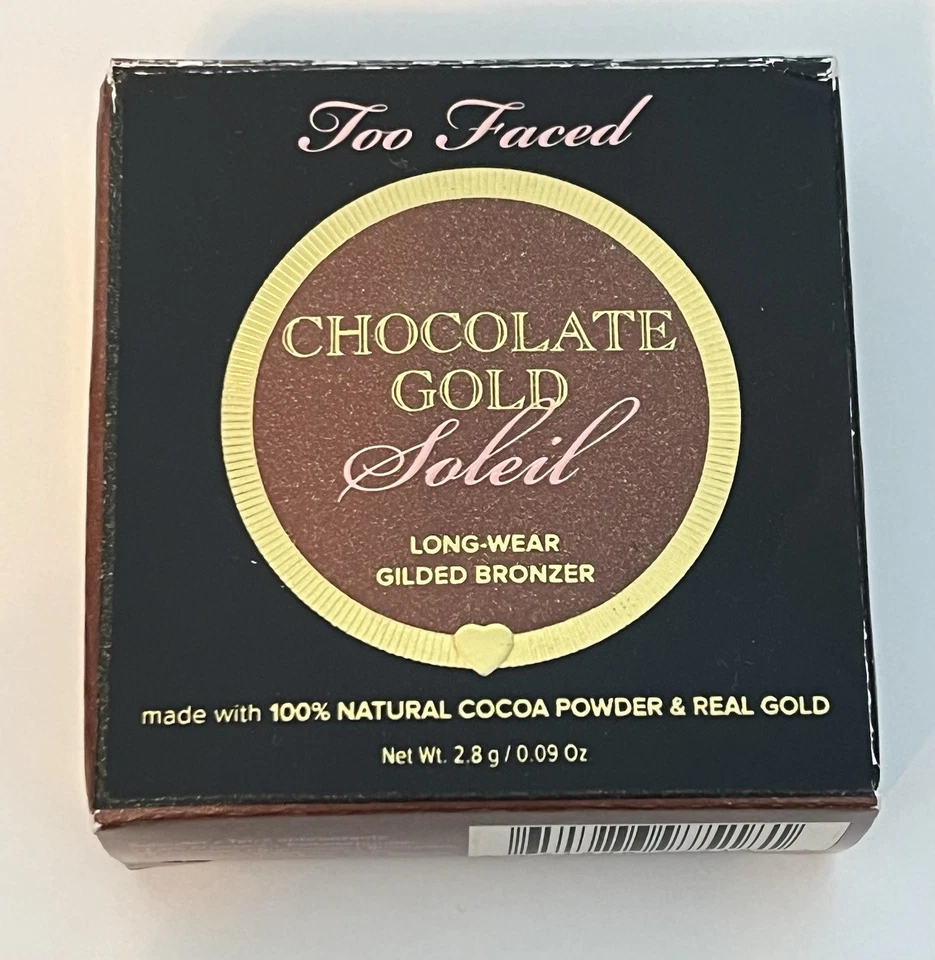 Too Faced
CHOCOLATE
GOLD
Soleil
LONG-WEAR
GILDED BRONZER
made with 100% NATURAL COCOA POWDER & REAL GOLD
Net Wt. 2.8 g / 0.09 Oz